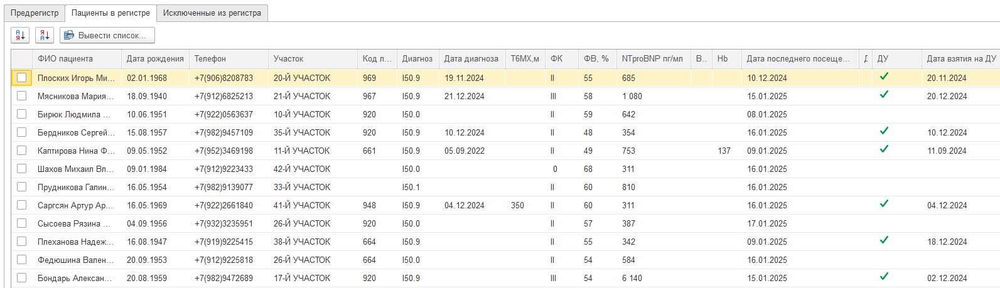 Предрегистр Пациенты в регистре Исключенные из регистра
А Я Я А Вывести список...
ФИО пациента Дата рождения Телефон Участок Код л... Диагноз Дата диагноза Т6МХ,м ФК ФВ, % NTproBNP пг/мл В.. Hb Дата последнего посеще... ДУ Дата взятия на ДУ
Плоских Игорь Ми... 02.01.1968 +7(906)8208783 20-Й УЧАСТОК 969 I50.9 19.11.2024 II 55 685 10.12.2024 20.11.2024
Мясникова Мария... 18.09.1940 +7(912)6825213 21-Й УЧАСТОК 967 I50.9 21.12.2024 III 58 1 080 15.01.2025 20.12.2024
Бирюк Людмила ... 10.06.1951 +7(922)0563637 10-Й УЧАСТОК 920 I50.0 II 59 642 08.01.2025
Бердников Сергей... 15.08.1957 +7(982)9457109 35-Й УЧАСТОК 920 I50.9 10.12.2024 II 48 354 16.01.2025 10.12.2024
Каптирова Нина Ф... 09.05.1952 +7(952)3469198 11-Й УЧАСТОК 661 I50.9 05.09.2022 II 49 753 137 09.01.2025 11.09.2024
Шахов Михаил Вл... 09.01.1984 +7(912)9223433 42-Й УЧАСТОК I50.0 0 68 311 16.01.2025
Прудникова Галин... 16.05.1954 +7(982)9139077 33-Й УЧАСТОК I50.1 II 60 810 16.01.2025
Саргсян Артур Ар... 16.05.1969 +7(922)2661840 41-Й УЧАСТОК 948 I50.9 04.12.2024 350 II 60 311 16.01.2025 04.12.2024
Сысоева Рязина ... 04.09.1956 +7(932)3235951 26-Й УЧАСТОК 920 I50.0 II 57 387 17.01.2025
Плеханова Надеж... 16.08.1947 +7(919)9225415 38-Й УЧАСТОК 664 I50.9 II 55 342 09.01.2025 18.12.2024
Федюшина Вален... 20.09.1953 +7(912)9225818 26-Й УЧАСТОК 664 I50.0 II 54 584 16.01.2025
Бондарь Алексан... 20.08.1959 +7(982)9472689 17-Й УЧАСТОК 920 I50.9 III 54 6 140 15.01.2025 02.12.2024